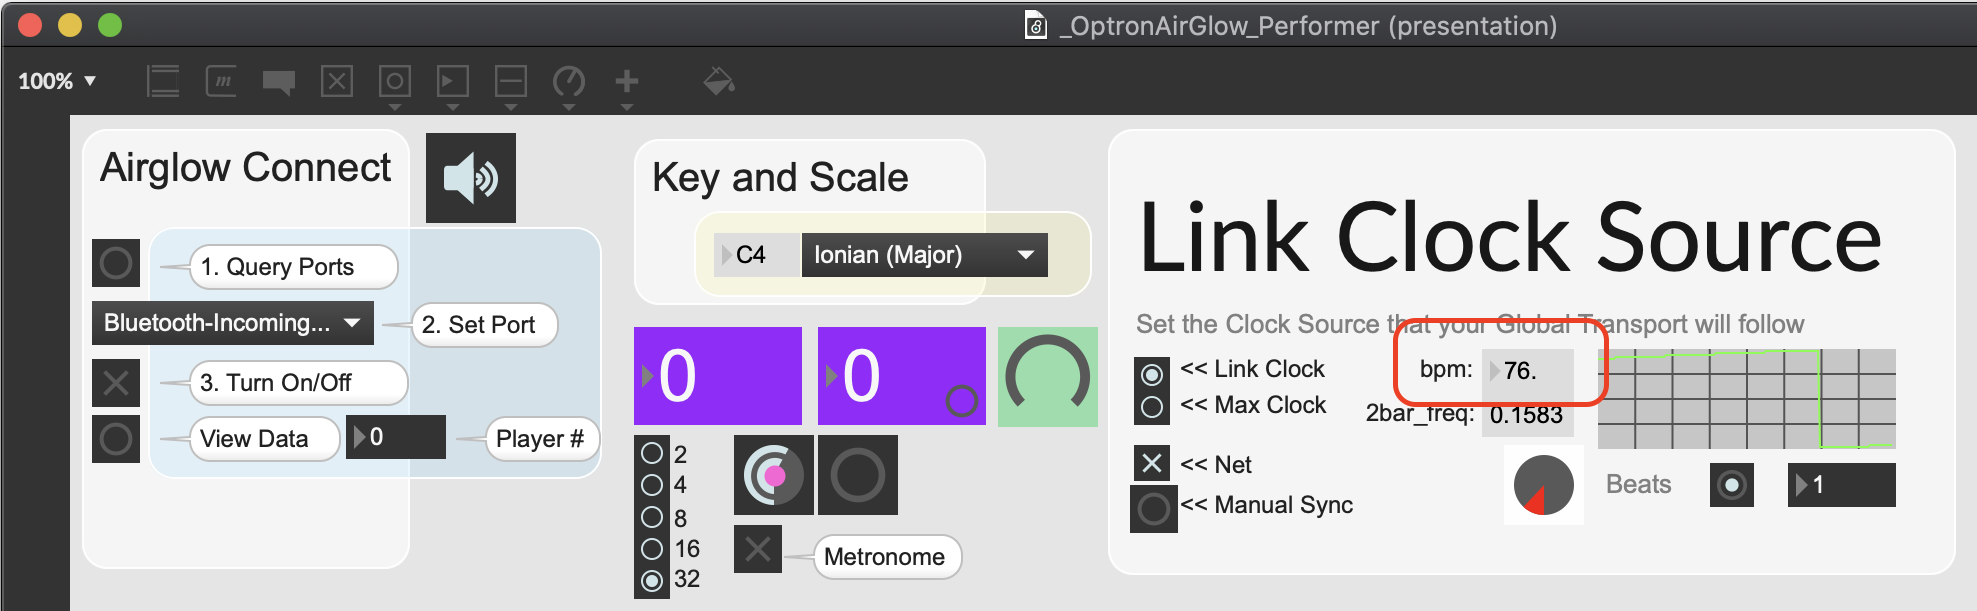 _OptronAirGlow_Performer (presentation)
100%
m
Airglow Connect
1. Query Ports
Bluetooth-Incoming...
2. Set Port
3. Turn On/Off
View Data
0
Player #
Key and Scale
C4
Ionian (Major)
0
0
2
4
8
16
32
Metronome
Link Clock Source
Set the Clock Source that your Global Transport will follow
<< Link Clock
<< Max Clock
bpm:
76.
2bar_freq:
0.1583
<< Net
<< Manual Sync
Beats
1